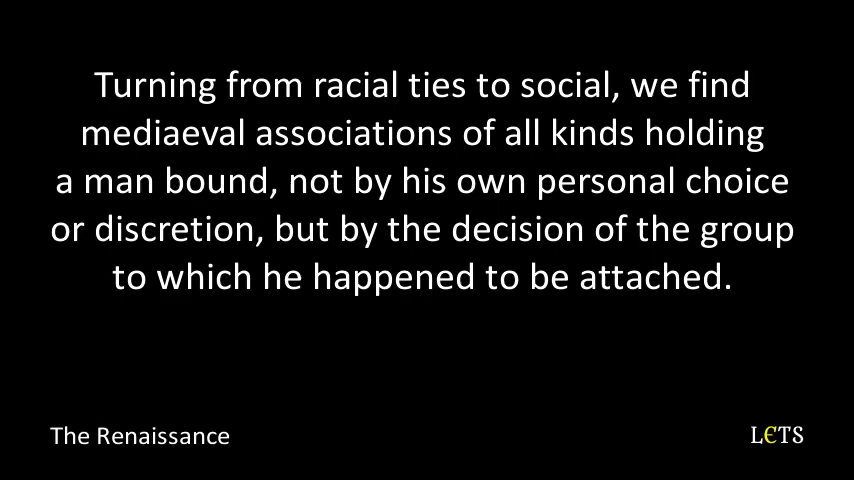 Turning from racial ties to social, we find
mediaeval associations of all kinds holding
a man bound, not by his own personal choice
or discretion, but by the decision of the group
to which he happened to be attached.
The Renaissance
LЄTS